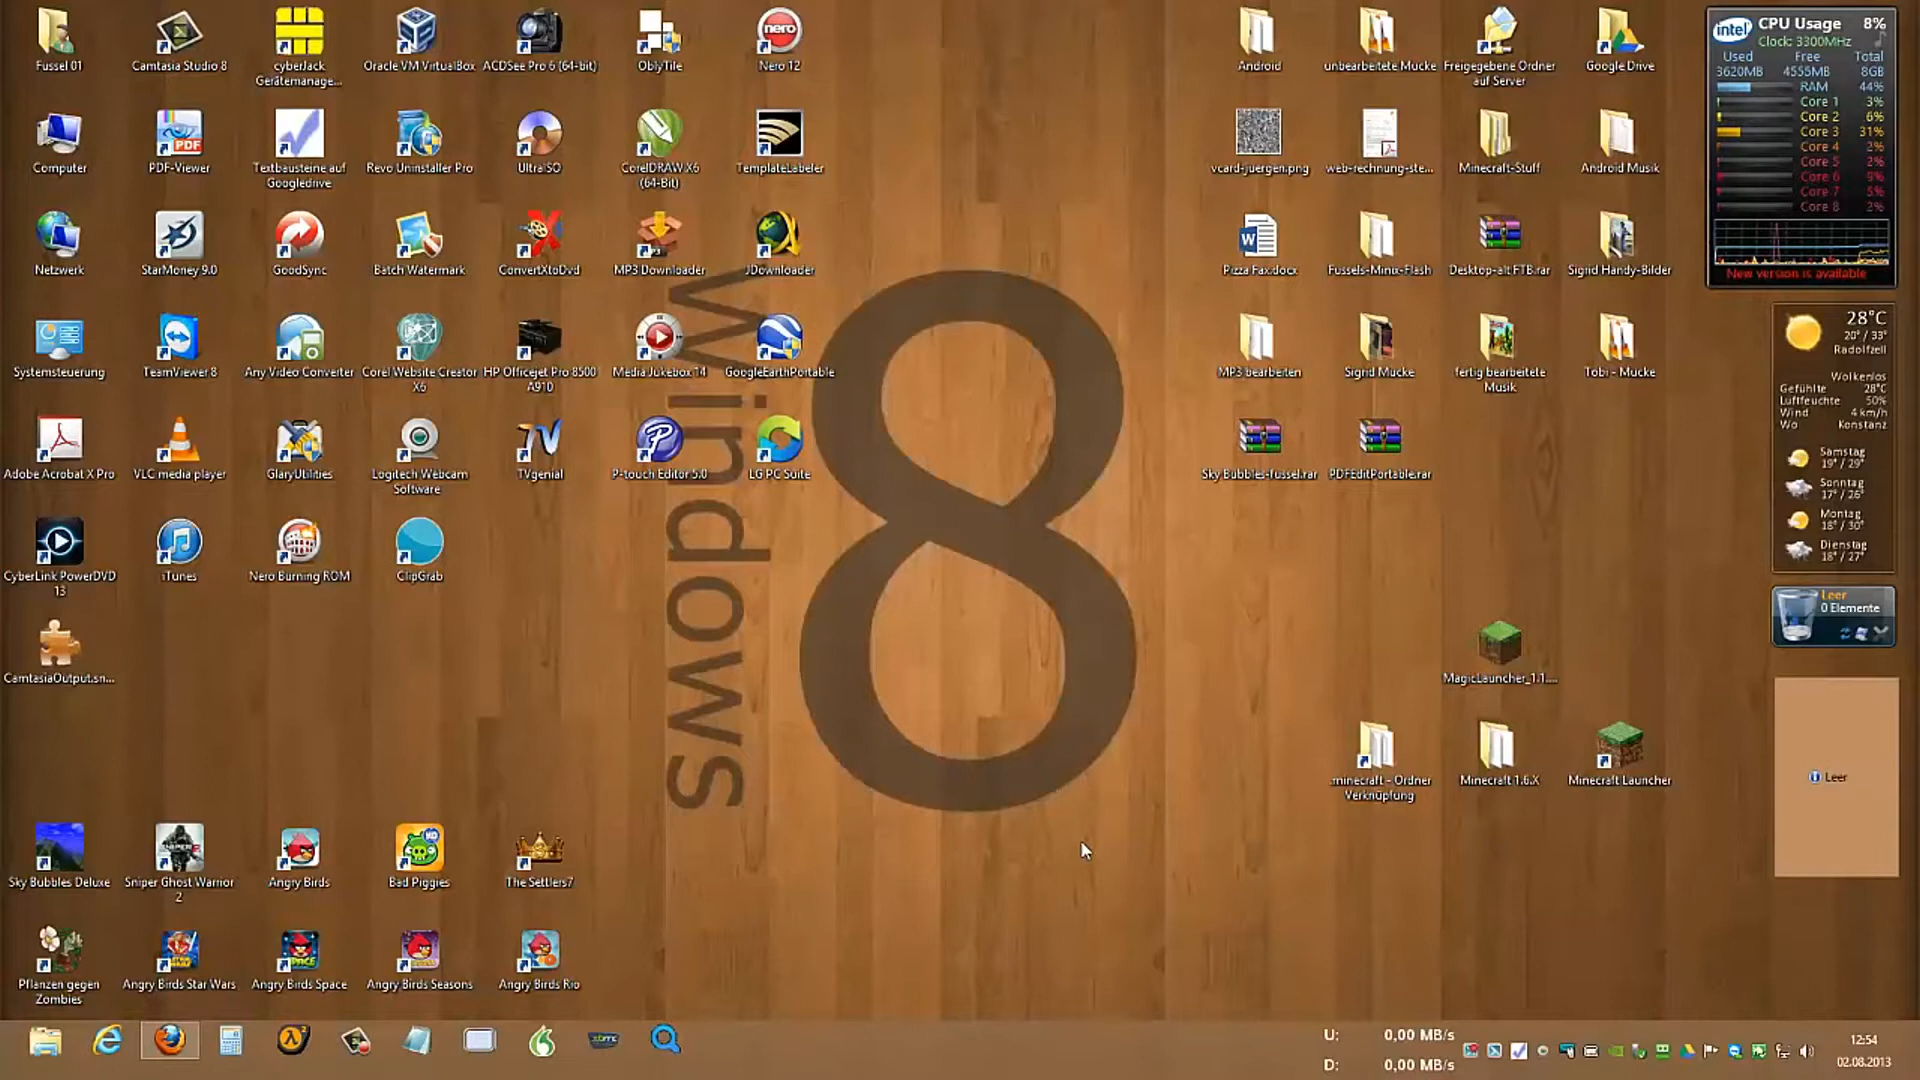 Fussel 01
Camtasia Studio 8
cyberJack
Gerätemanage...
Oracle VM VirtualBox
ACDSee Pro 6 (64-bit)
OblyTile
nero
Nero 12
Android
unbearbeitete Mucke
Freigegebene Ordner
auf Server
Google Drive
Computer
PDF
PDF-Viewer
Textbausteine auf
Googledrive
Revo Uninstaller Pro
UltraISO
CorelDRAW X6
(64-Bit)
TemplateLabeler
vcard-juergen.png
web-rechnung-ste...
Minecraft-Stuff
Android Musik
Netzwerk
StarMoney 9.0
GoodSync
Batch Watermark
ConvertXtoDvd
MP3 Downloader
JDownloader
Pizza Fax.docx
Fussels-Minix-Flash
Desktop-alt FTB.rar
Sigrid Handy-Bilder
Systemsteuerung
TeamViewer 8
Any Video Converter
Corel Website Creator
X6
HP Officejet Pro 8500
A910
Media Jukebox 14
GoogleEarthPortable
MP3 bearbeiten
Sigrid Mucke
fertig bearbeitete
Musik
Tobi - Mucke
Adobe Acrobat X Pro
VLC media player
GlaryUtilities
Logitech Webcam
Software
TV
TVgenial
P-touch Editor 5.0
LG PC Suite
Sky Bubbles-fussel.rar
PDFEditPortable.rar
CyberLink PowerDVD
13
iTunes
Nero Burning ROM
ClipGrab
CamtasiaOutput.sn...
MagicLauncher_1.1....
.minecraft - Ordner
Verknüpfung
Minecraft 1.6.X
Minecraft Launcher
Sky Bubbles Deluxe
Sniper Ghost Warrior
2
Angry Birds
HD
Bad Piggies
The Settlers7
Pflanzen gegen
Zombies
Angry Birds Star Wars
Angry Birds Space
Angry Birds Seasons
Angry Birds Rio
Windows
8
intel
CPU Usage 8%
Clock: 3300MHz
Used Free Total
3620MB 4555MB 8GB
RAM 44%
Core 1 3%
Core 2 6%
Core 3 31%
Core 4 2%
Core 5 2%
Core 6 9%
Core 7 5%
Core 8 2%
New version is available
28°C
20° / 33°
Radolfzell
Wolkenlos
Gefühlte 28°C
Luftfeuchte 50%
Wind 4 km/h
Wo Konstanz
Samstag
19° / 29°
Sonntag
17° / 26°
Montag
18° / 30°
Dienstag
18° / 27°
Leer
0 Elemente
Leer
U: 0,00 MB/s
D: 0,00 MB/s
12:54
02.08.2013